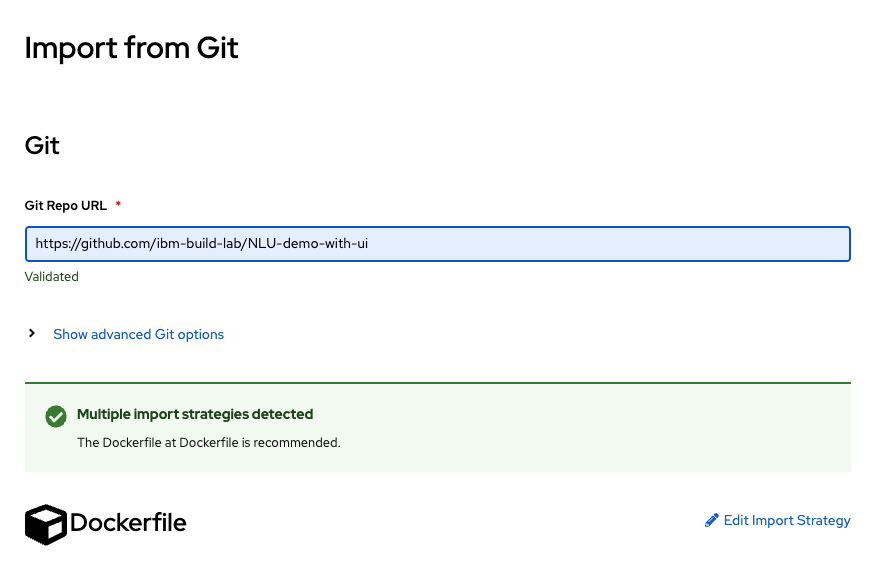 Import from Git
Git
Git Repo URL *
https://github.com/ibm-build-lab/NLU-demo-with-ui
Validated
Show advanced Git options
Multiple import strategies detected
The Dockerfile at Dockerfile is recommended.
Dockerfile
Edit Import Strategy